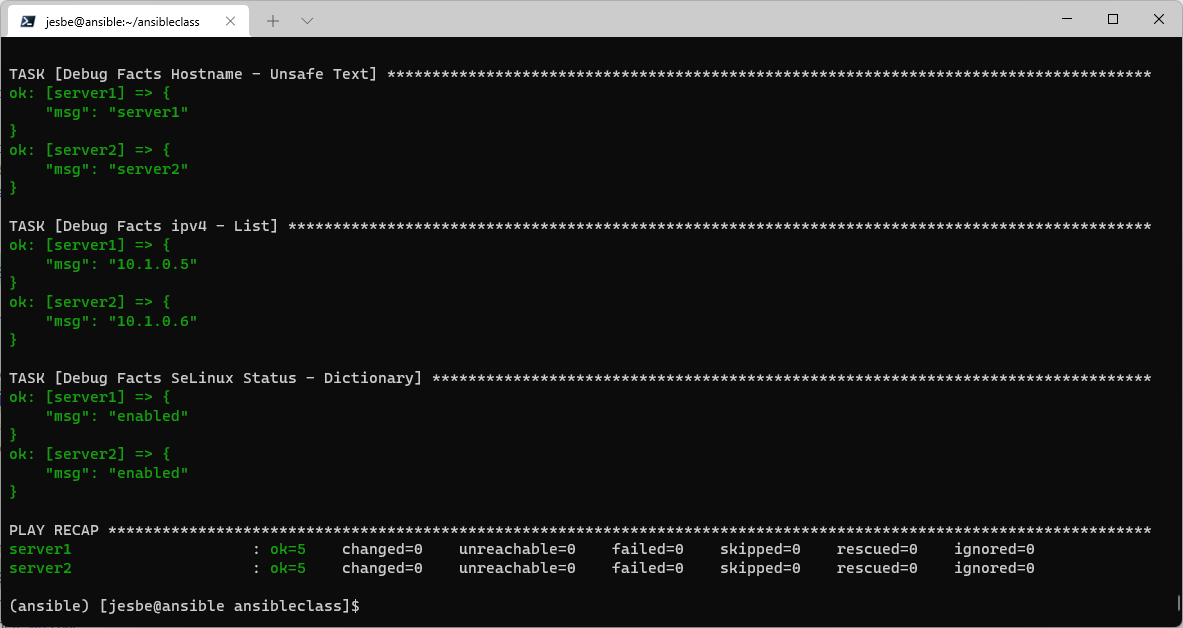 jesbe@ansible:~/ansibleclass
TASK [Debug Facts Hostname - Unsafe Text] *************************************************************************************
ok: [server1] => {
    "msg": "server1"
}
ok: [server2] => {
    "msg": "server2"
}
TASK [Debug Facts ipv4 - List] ************************************************************************************************
ok: [server1] => {
    "msg": "10.1.0.5"
}
ok: [server2] => {
    "msg": "10.1.0.6"
}
TASK [Debug Facts SeLinux Status - Dictionary] ********************************************************************************
ok: [server1] => {
    "msg": "enabled"
}
ok: [server2] => {
    "msg": "enabled"
}
PLAY RECAP ********************************************************************************************************************
server1                    : ok=5    changed=0    unreachable=0    failed=0    skipped=0    rescued=0    ignored=0
server2                    : ok=5    changed=0    unreachable=0    failed=0    skipped=0    rescued=0    ignored=0
(ansible) [jesbe@ansible ansibleclass]$